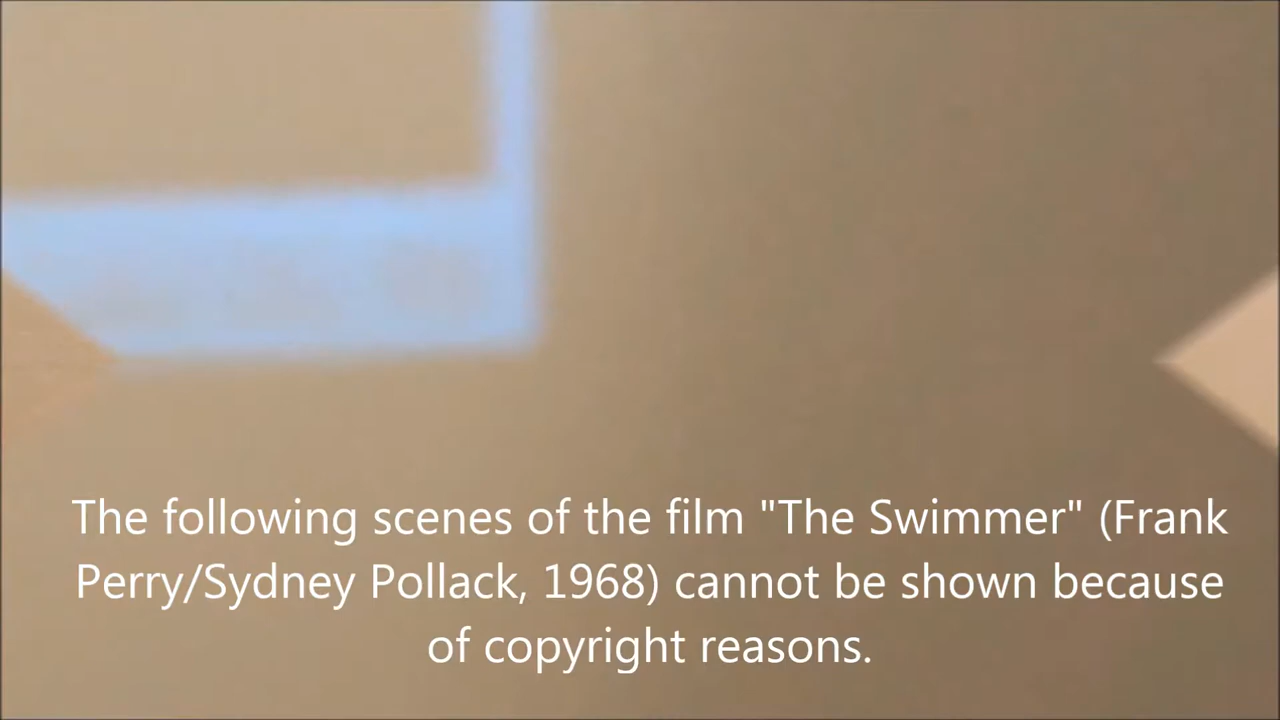 The following scenes of the film "The Swimmer" (Frank
Perry/Sydney Pollack, 1968) cannot be shown because
of copyright reasons.